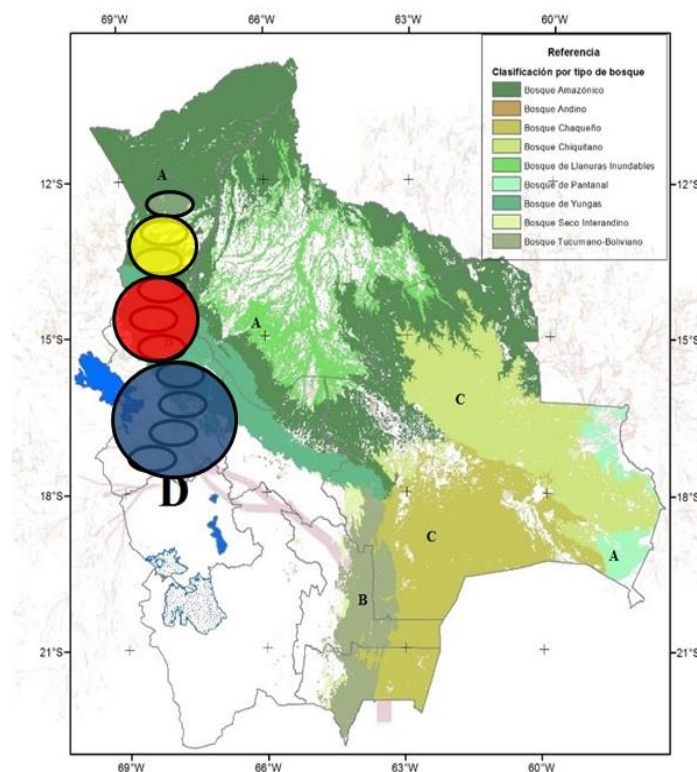 69°W
66°W
63°W
60°W
Referencia
Clasificación por tipo de bosque
Bosque Amazónico
Bosque Andino
Bosque Chaqueño
Bosque Chiquitano
Bosque de Llanuras Inundables
Bosque de Pantanal
Bosque de Yungas
Bosque Seco Interandino
Bosque Tucumano-Boliviano
A
12°S
12°S
15°S
A
15°S
C
18°S
D
18°S
C
A
B
21°S
21°S
69°W
66°W
63°W
60°W